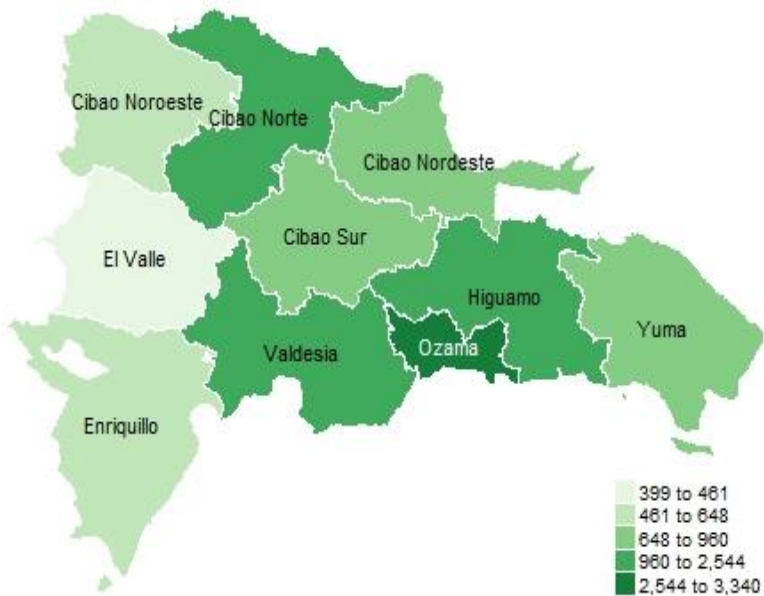 Cibao Noroeste
Cibao Norte
Cibao Nordeste
Cibao Sur
El Valle
Higuamo
Yuma
Ozama
Valdesia
Enriquillo
399 to 461
461 to 648
648 to 960
960 to 2,544
2,544 to 3,340